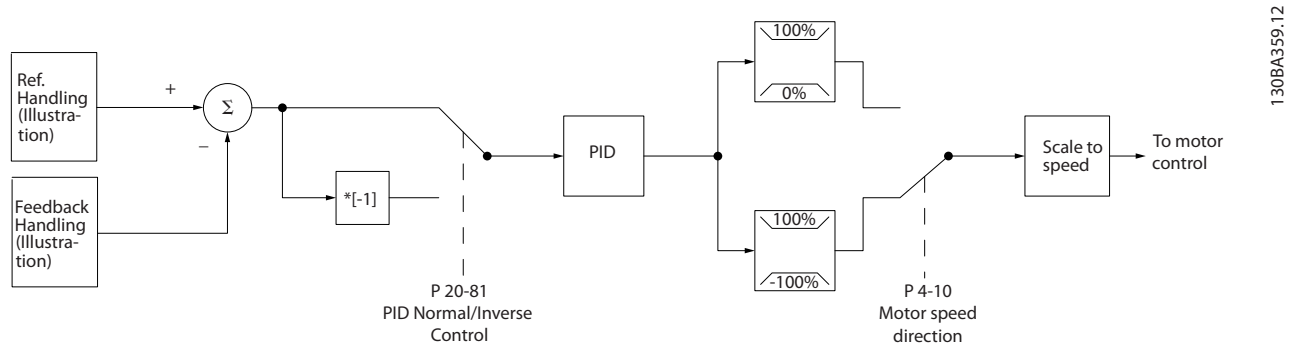 130BA359.12
Ref.
Handling
(Illustra-
tion)
+
Σ
–
Feedback
Handling
(Illustra-
tion)
*[-1]
P 20-81
PID Normal/Inverse
Control
PID
100%
0%
100%
-100%
P 4-10
Motor speed
direction
Scale to
speed
To motor
control